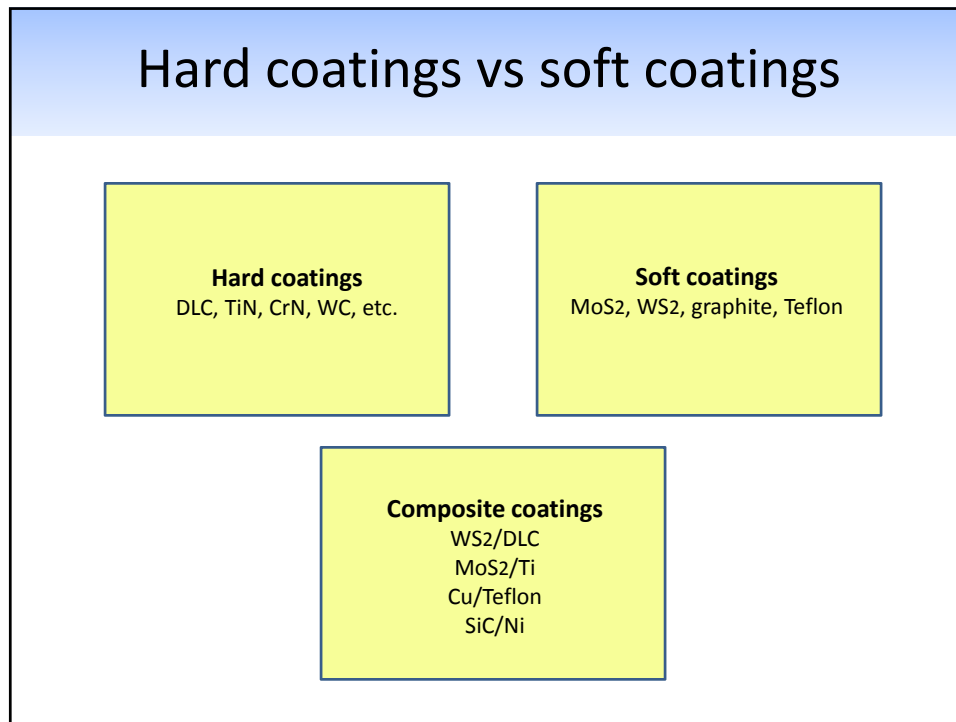 Hard coatings vs soft coatings
Hard coatings
DLC, TiN, CrN, WC, etc.
Soft coatings
MoS2, WS2, graphite, Teflon
Composite coatings
WS2/DLC
MoS2/Ti
Cu/Teflon
SiC/Ni